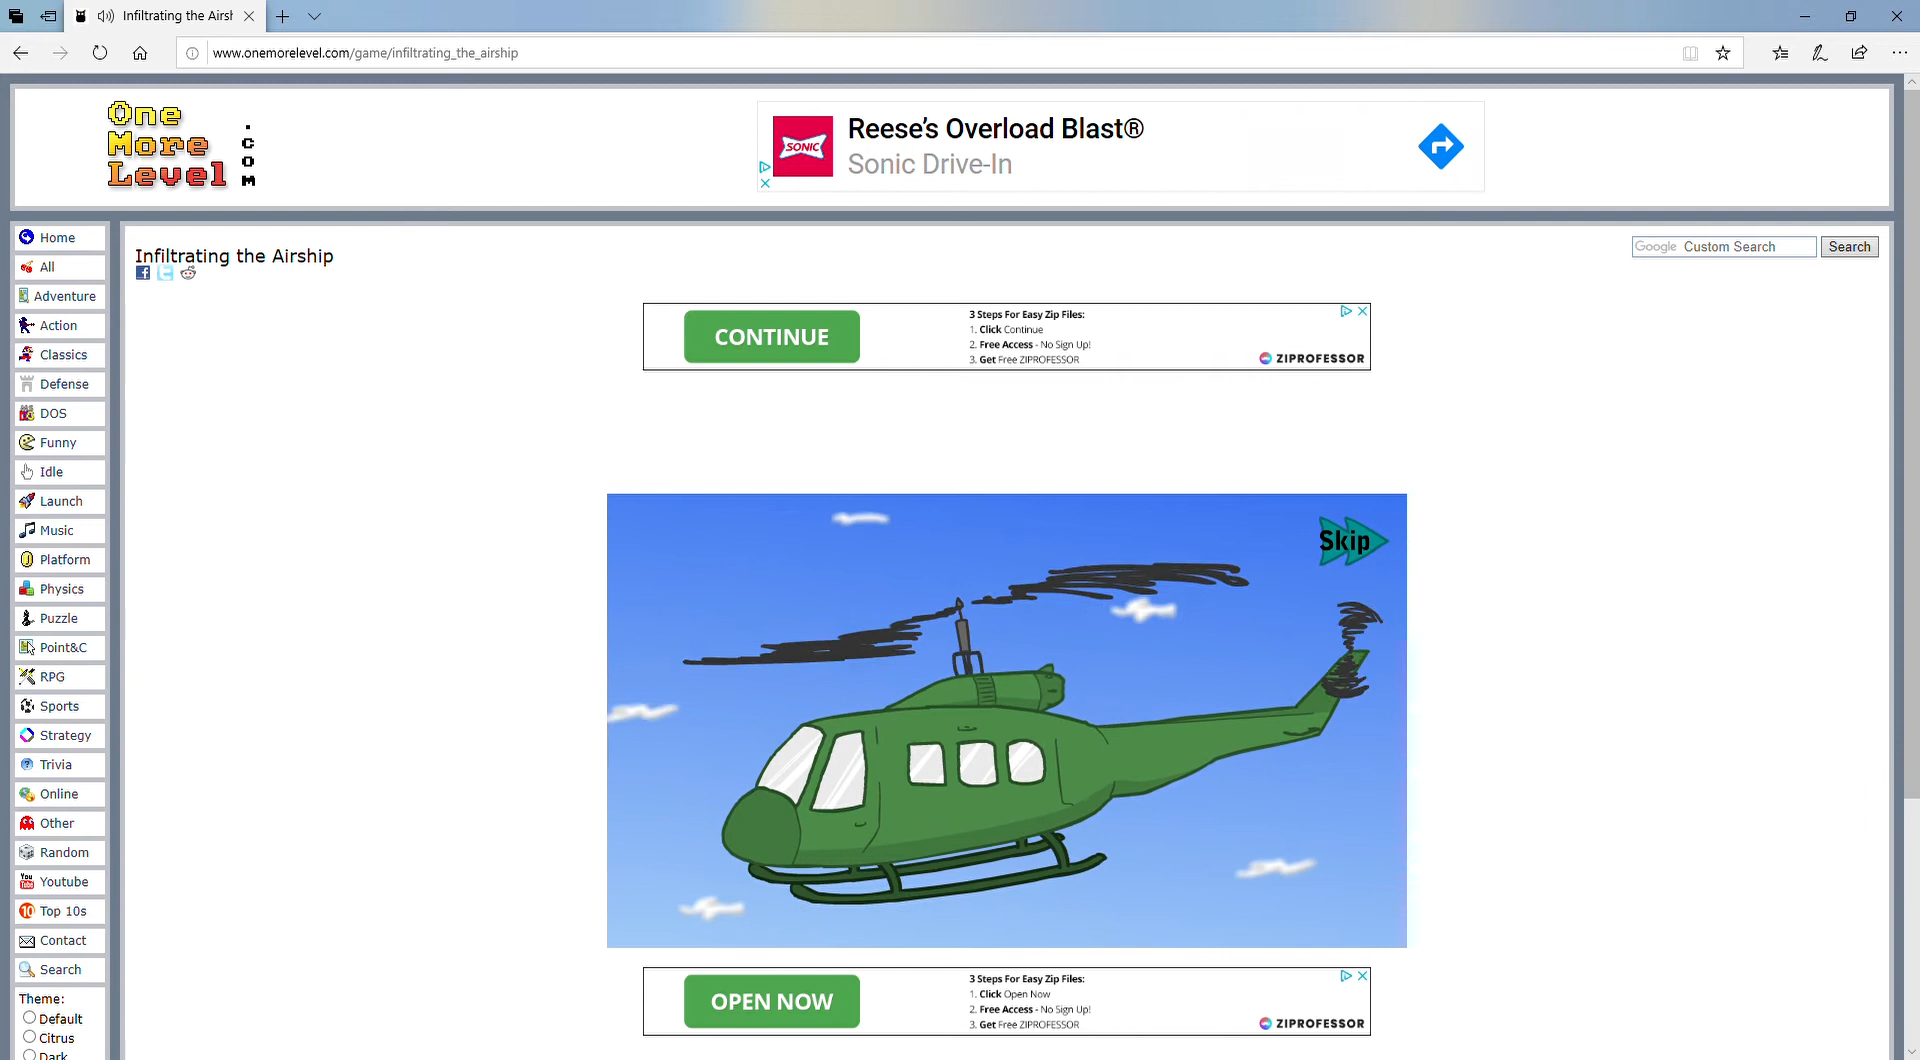 Infiltrating the Airsh
www.onemorelevel.com/game/infiltrating_the_airship
One
More
Level
.com
SONIC
Reese's Overload Blast®
Sonic Drive-In
Home
All
Adventure
Action
Classics
Defense
DOS
Funny
Idle
Launch
Music
Platform
Physics
Puzzle
Point&C
RPG
Sports
Strategy
Trivia
Online
Other
Random
Youtube
Top 10s
Contact
Search
Theme:
Default
Citrus
Dark
Infiltrating the Airship
Google Custom Search
Search
CONTINUE
3 Steps For Easy Zip Files:
1. Click Continue
2. Free Access - No Sign Up!
3. Get Free ZIPROFESSOR
ZIPROFESSOR
Skip
OPEN NOW
3 Steps For Easy Zip Files:
1. Click Open Now
2. Free Access - No Sign Up!
3. Get Free ZIPROFESSOR
ZIPROFESSOR